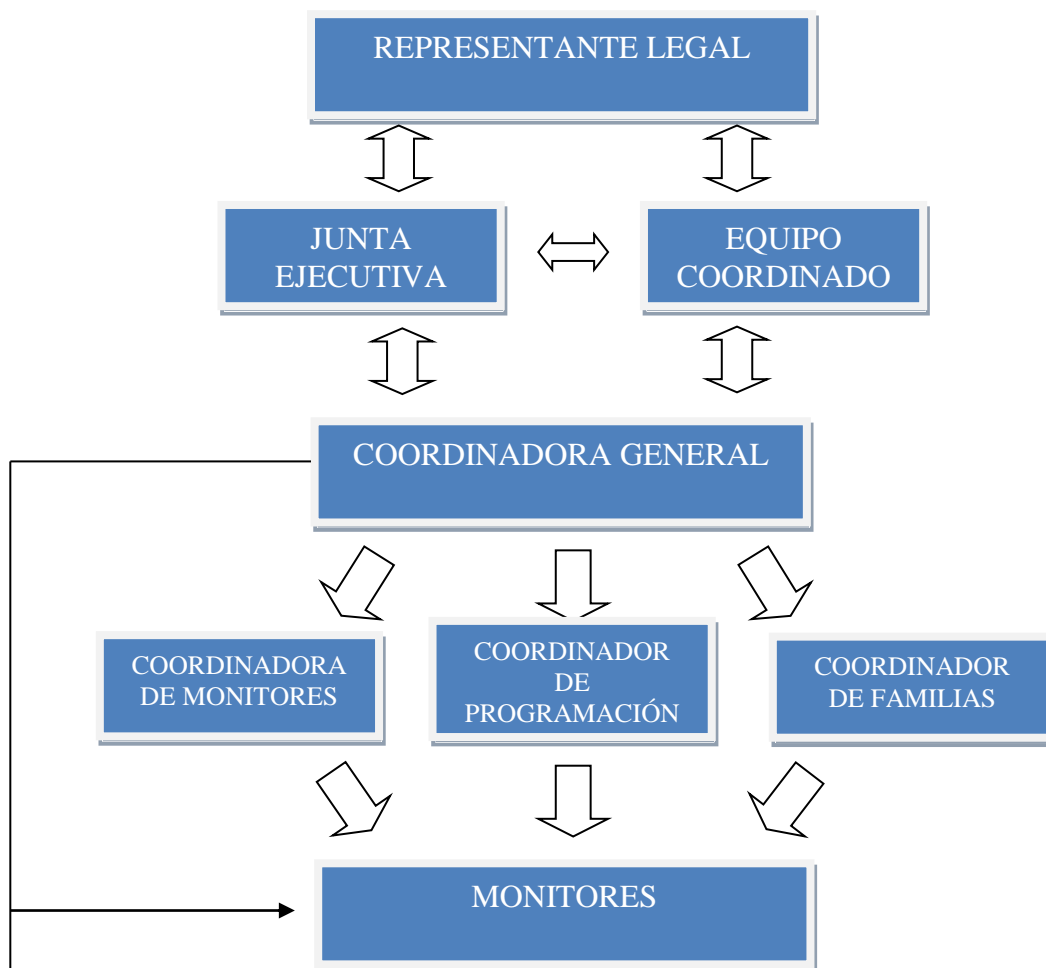 REPRESENTANTE LEGAL
JUNTA
EJECUTIVA
EQUIPO
COORDINADO
COORDINADORA GENERAL
COORDINADORA
DE MONITORES
COORDINADOR
DE
PROGRAMACIÓN
COORDINADOR
DE FAMILIAS
MONITORES